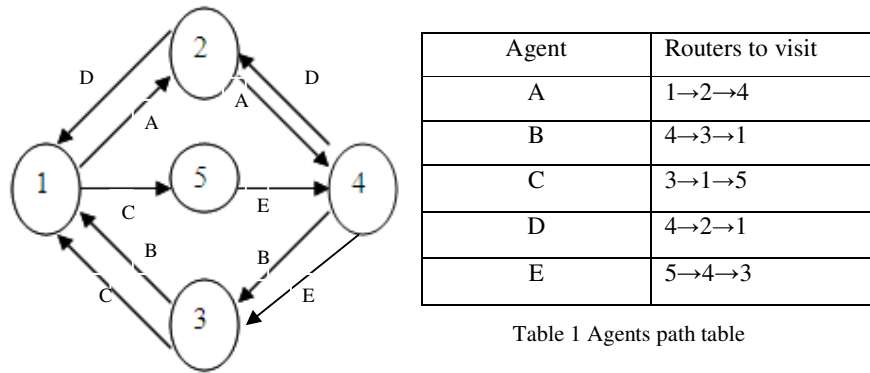 2
D
D
A
A
1
5
4
C
E
B
B
C
E
3
Agent Routers to visit
A 1→2→4
B 4→3→1
C 3→1→5
D 4→2→1
E 5→4→3
Table 1 Agents path table